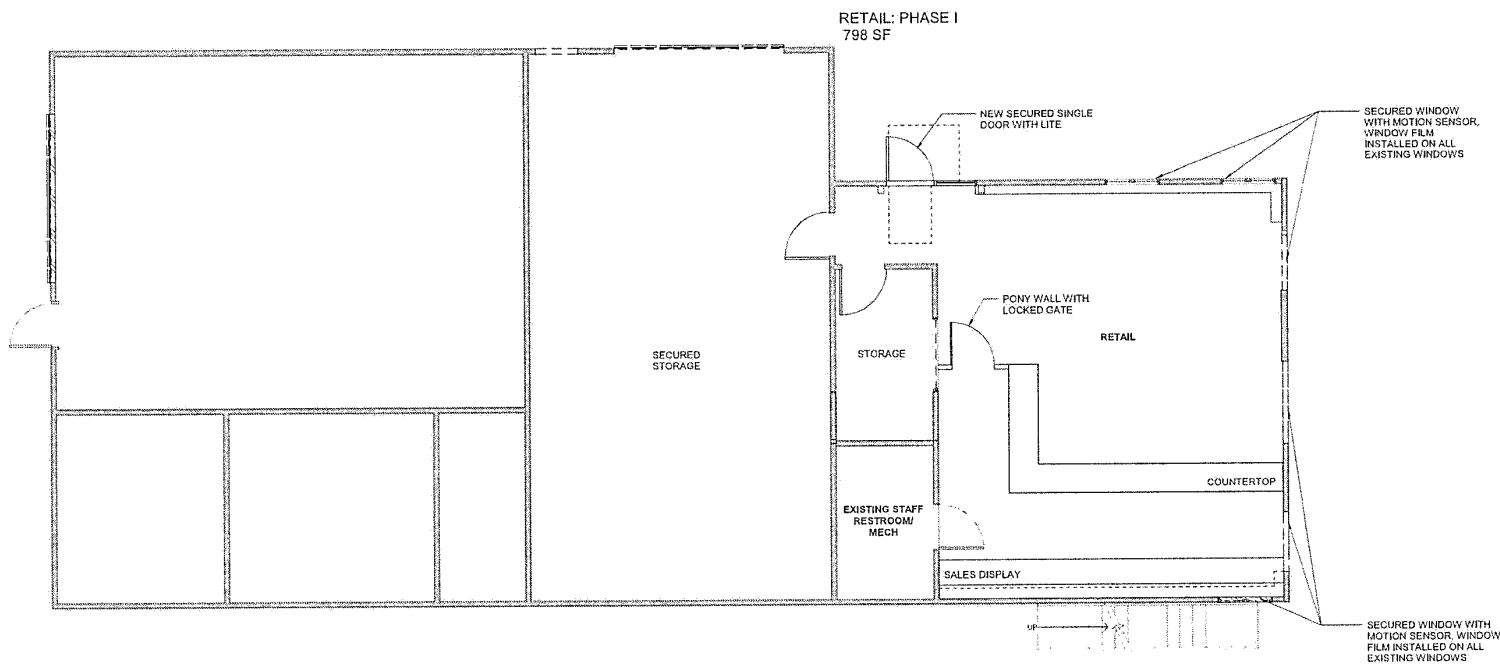 RETAIL: PHASE I
798 SF
NEW SECURED SINGLE
DOOR WITH LITE
SECURED WINDOW
WITH MOTION SENSOR,
WINDOW FILM
INSTALLED ON ALL
EXISTING WINDOWS
PONY WALL WITH
LOCKED GATE
RETAIL
SECURED
STORAGE
STORAGE
COUNTERTOP
EXISTING STAFF
RESTROOM/
MECH
SALES DISPLAY
UP
SECURED WINDOW WITH
MOTION SENSOR, WINDOW
FILM INSTALLED ON ALL
EXISTING WINDOWS